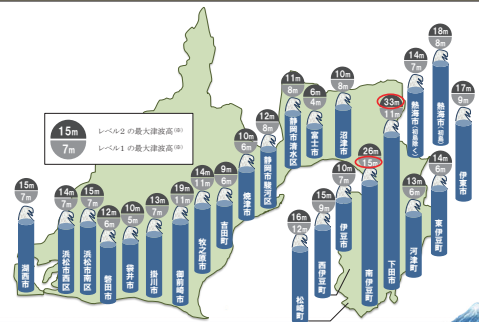 15m
レベル2 の最大津波高(※)
7m
レベル1 の最大津波高(※)
15m
7m
湖西市
14m
7m
浜松市西区
15m
7m
浜松市南区
12m
6m
磐田市
10m
5m
袋井市
13m
7m
掛川市
19m
11m
御前崎市
14m
11m
牧之原市
9m
6m
吉田町
10m
6m
焼津市
12m
8m
静岡市駿河区
11m
8m
静岡市清水区
6m
4m
富士市
10m
8m
沼津市
10m
7m
伊豆市
15m
9m
西伊豆町
16m
12m
松崎町
26m
15m
南伊豆町
33m
11m
下田市
13m
6m
河津町
14m
6m
東伊豆町
17m
9m
伊東市
14m
7m
熱海市(初島除く)
18m
8m
熱海市(初島)